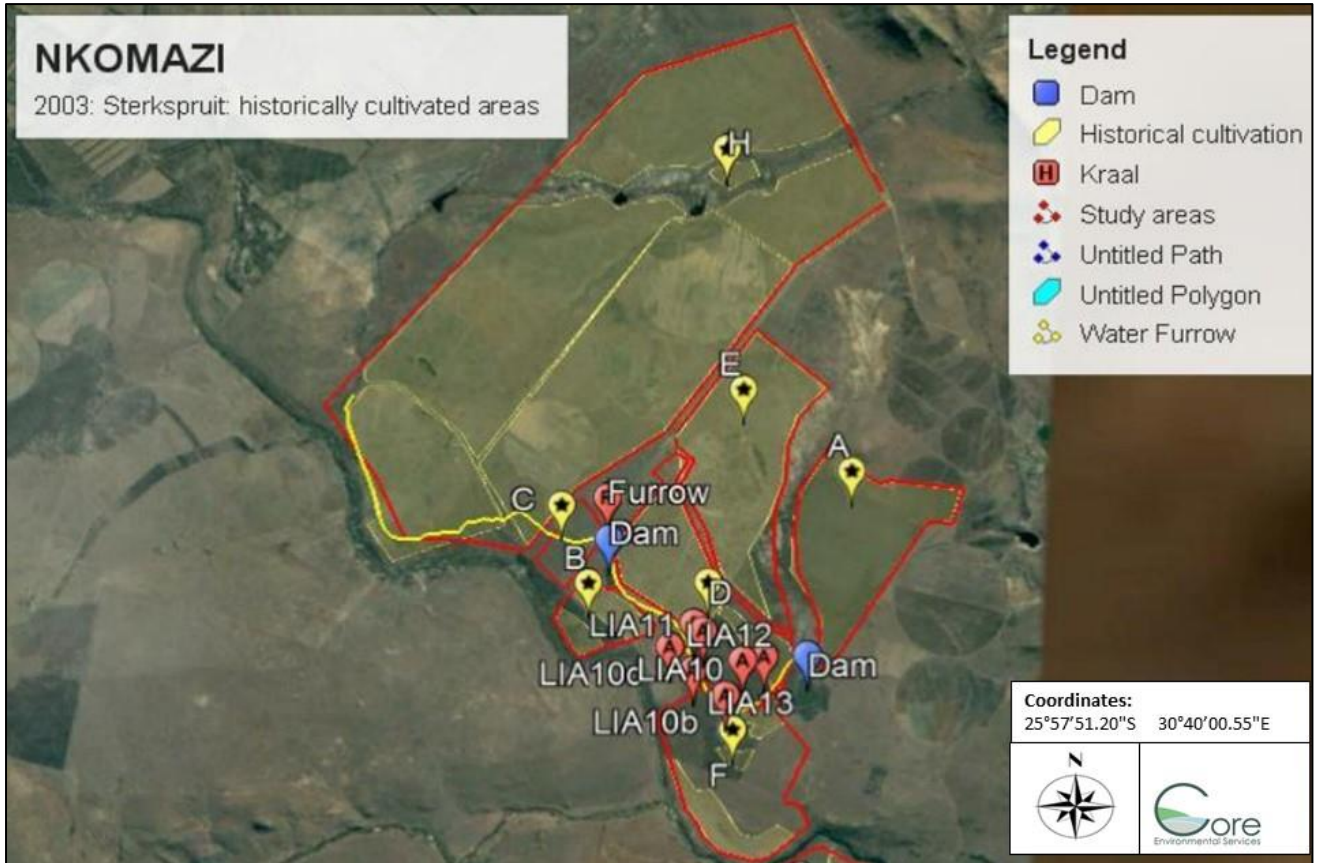 NKOMAZI
2003: Sterkspruit: historically cultivated areas
Legend
Dam
Historical cultivation
H Kraal
Study areas
Untitled Path
Untitled Polygon
Water Furrow
H
E
A
C
Furrow
Dam
B
D
LIA11
LIA12
LIA10c
LIA10
Dam
LIA13
LIA10b
F
Coordinates:
25°57’51.20"S 30°40’00.55"E
N
Core
Environmental Services